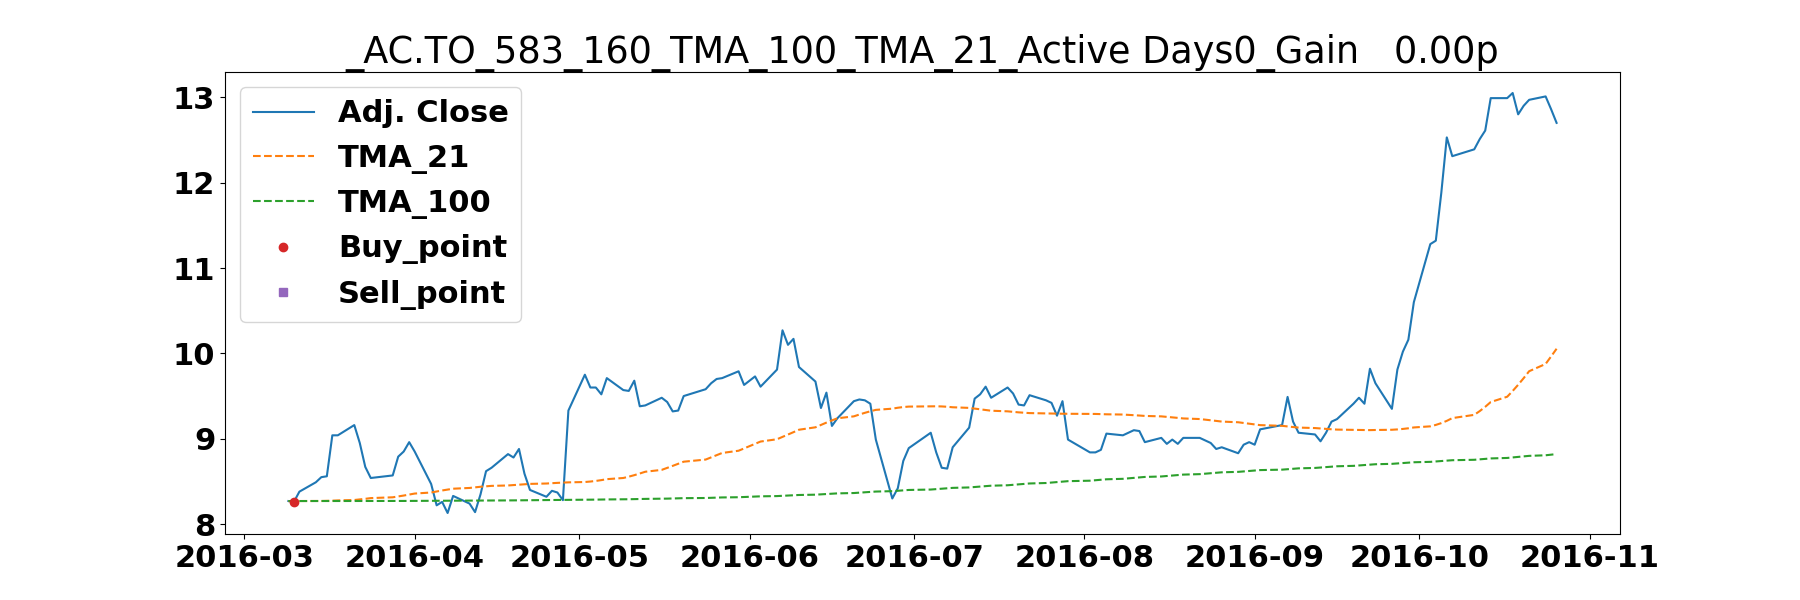 _AC.TO_583_160_TMA_100_TMA_21_Active Days0_Gain   0.00p
13
12
11
10
9
8
Adj. Close
TMA_21
TMA_100
Buy_point
Sell_point
2016-03 2016-04 2016-05 2016-06 2016-07 2016-08 2016-09 2016-10 2016-11